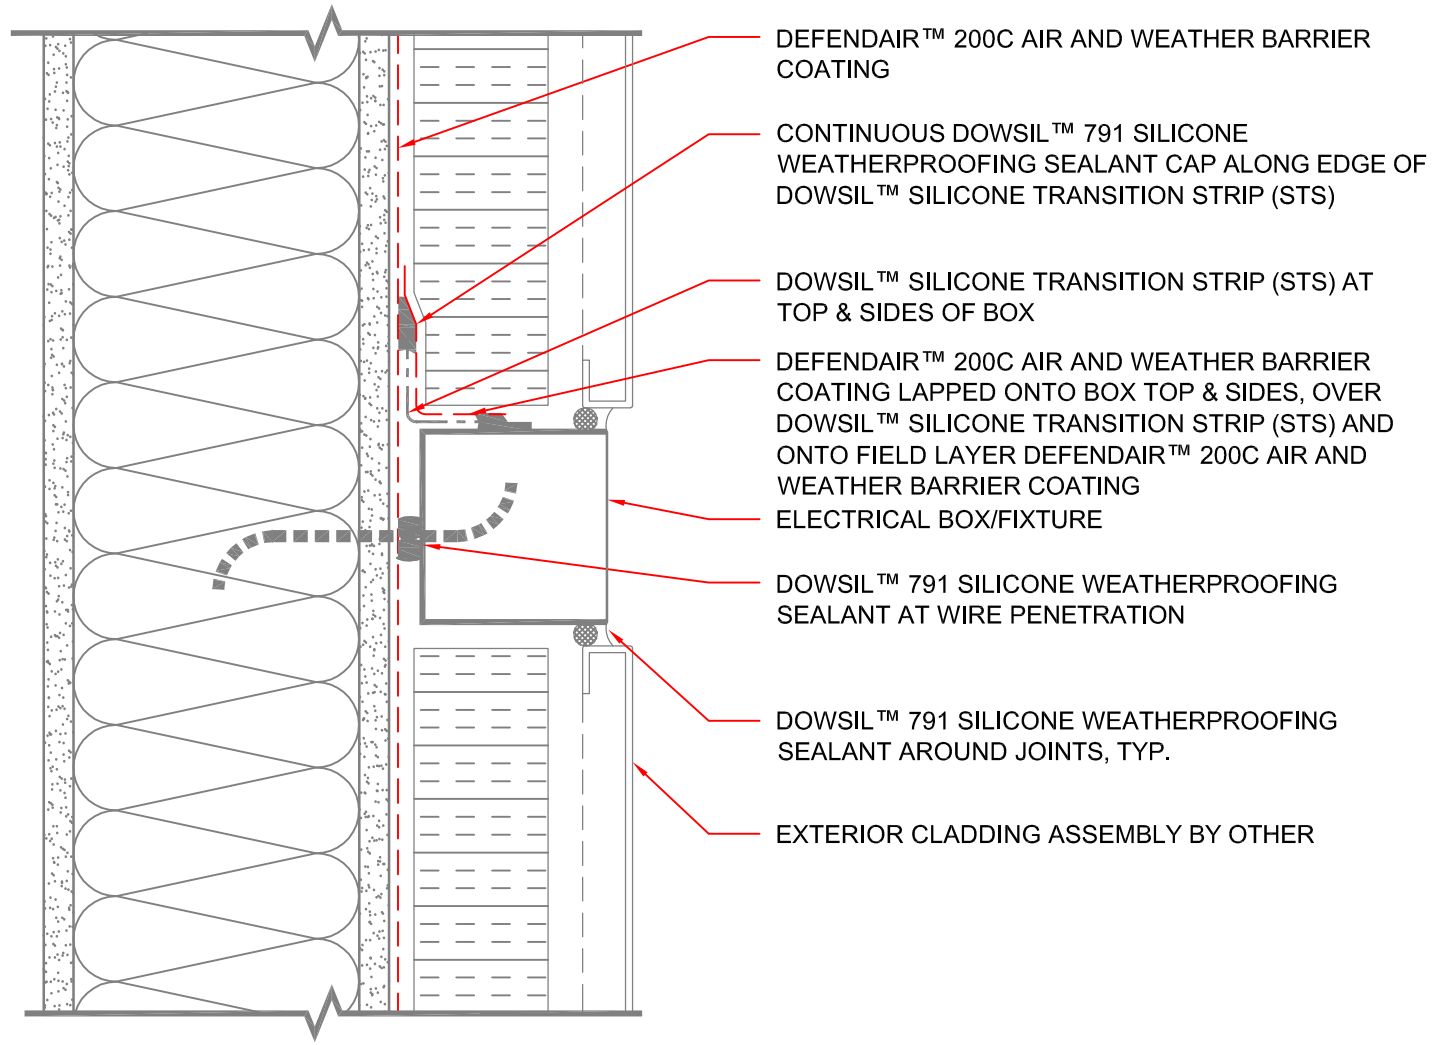 DEFENDAIR™ 200C AIR AND WEATHER BARRIER
COATING
CONTINUOUS DOWSIL™ 791 SILICONE
WEATHERPROOFING SEALANT CAP ALONG EDGE OF
DOWSIL™ SILICONE TRANSITION STRIP (STS)
DOWSIL™ SILICONE TRANSITION STRIP (STS) AT
TOP & SIDES OF BOX
DEFENDAIR™ 200C AIR AND WEATHER BARRIER
COATING LAPPED ONTO BOX TOP & SIDES, OVER
DOWSIL™ SILICONE TRANSITION STRIP (STS) AND
ONTO FIELD LAYER DEFENDAIR™ 200C AIR AND
WEATHER BARRIER COATING
ELECTRICAL BOX/FIXTURE
DOWSIL™ 791 SILICONE WEATHERPROOFING
SEALANT AT WIRE PENETRATION
DOWSIL™ 791 SILICONE WEATHERPROOFING
SEALANT AROUND JOINTS, TYP.
EXTERIOR CLADDING ASSEMBLY BY OTHER